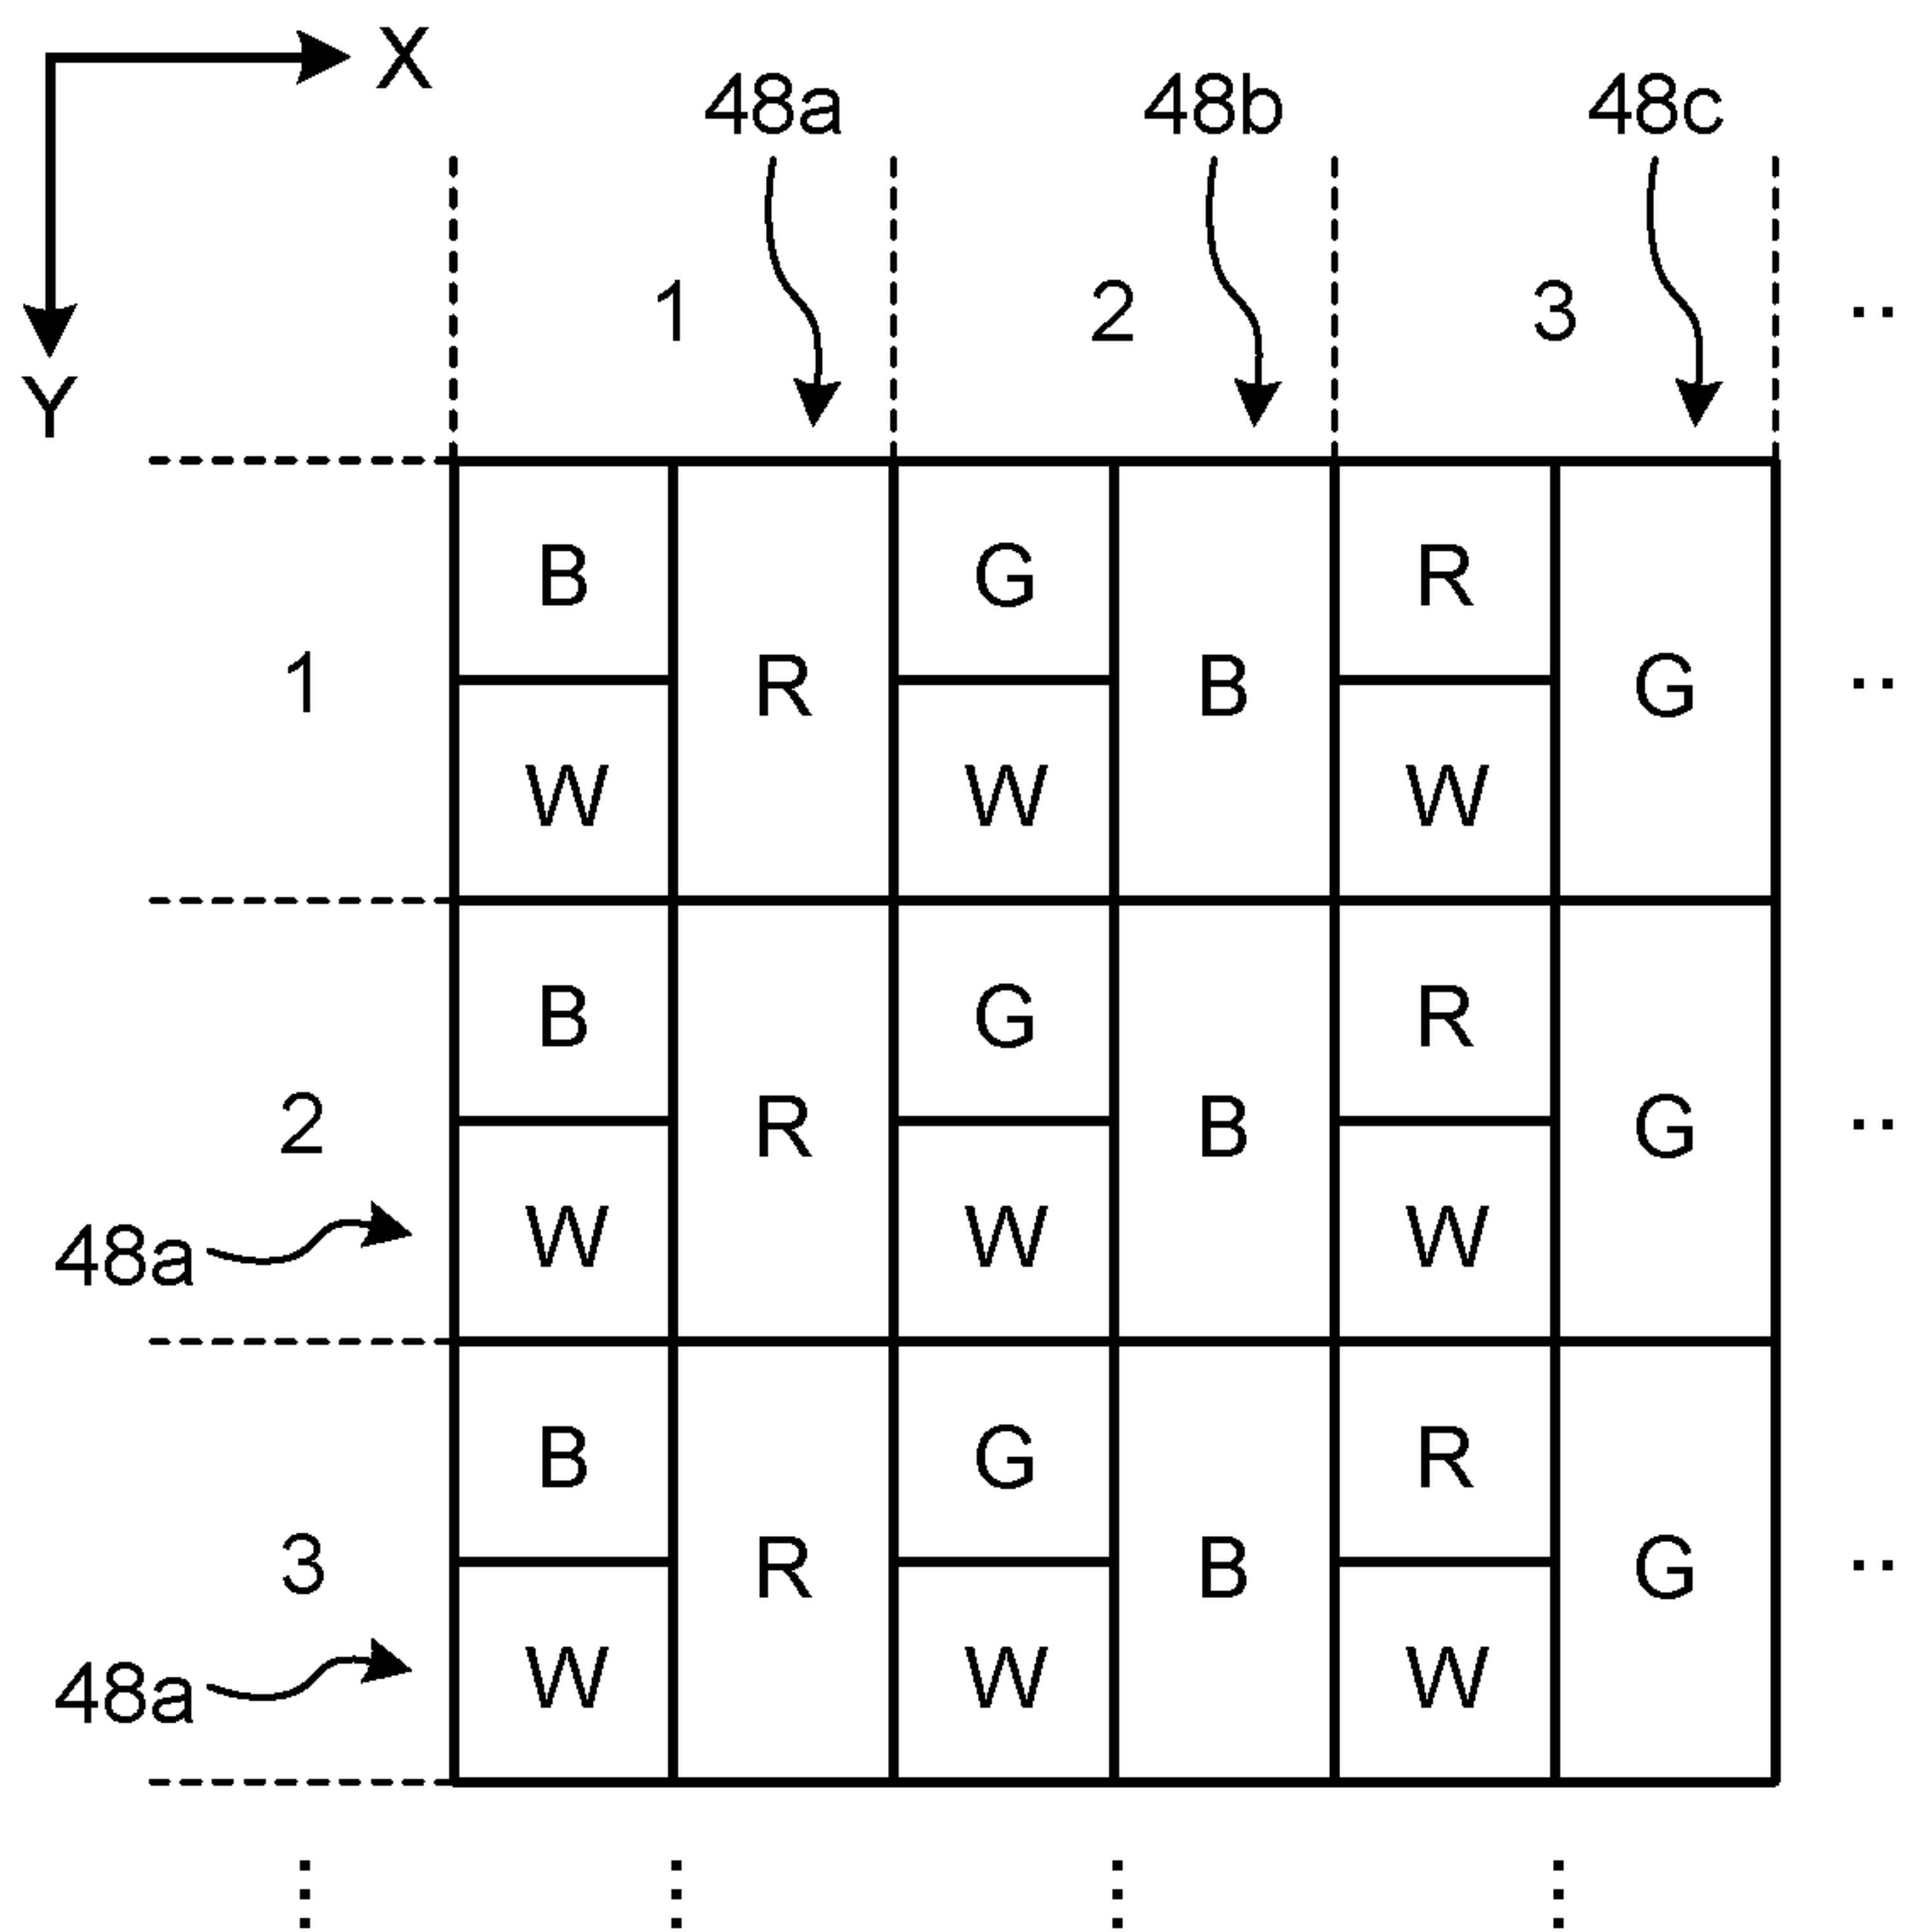 X
48a 48b 48c
1 2 3 ..
Y
B G R
1 R B G ..
W W W
B G R
2 R B G ..
W W W
48a
B G R
3 R B G ..
W W W
48a